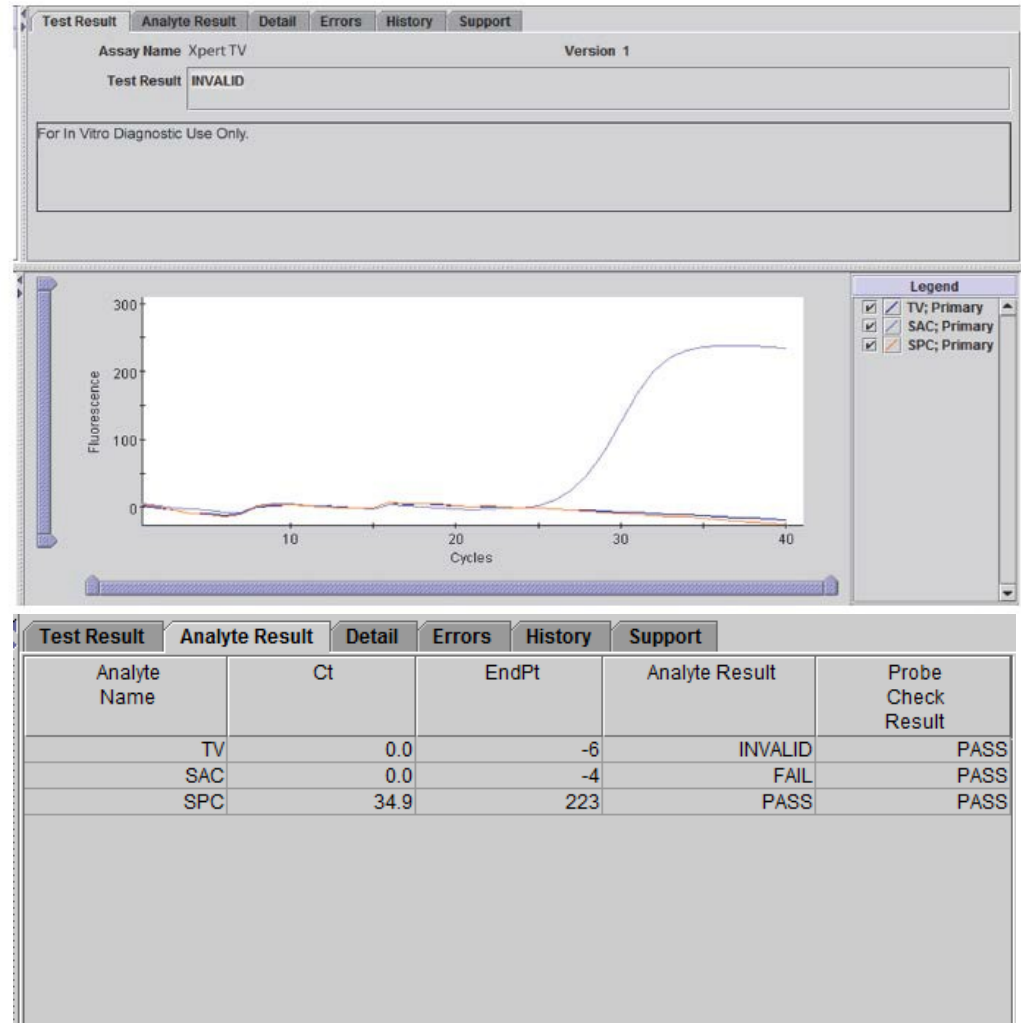 Test Result Analyte Result Detail Errors History Support
Assay Name Xpert TV Version 1
Test Result INVALID
For In Vitro Diagnostic Use Only.
300
200
100
0
Fluorescence
10 20 30 40
Cycles
Legend
TV; Primary
SAC; Primary
SPC; Primary
Test Result Analyte Result Detail Errors History Support
Analyte Name Ct EndPt Analyte Result Probe Check Result
TV 0.0 -6 INVALID PASS
SAC 0.0 -4 FAIL PASS
SPC 34.9 223 PASS PASS